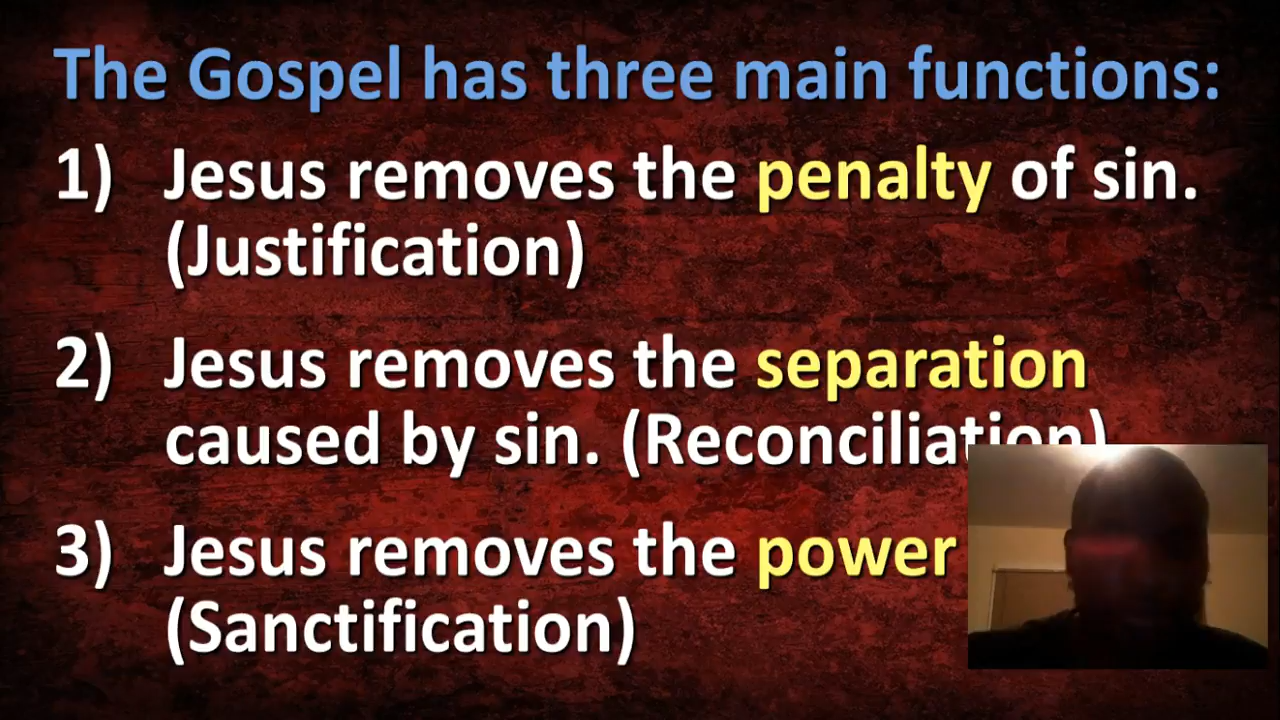 The Gospel has three main functions:
1) Jesus removes the penalty of sin.
(Justification)
2) Jesus removes the separation
caused by sin. (Reconciliation)
3) Jesus removes the power
(Sanctification)